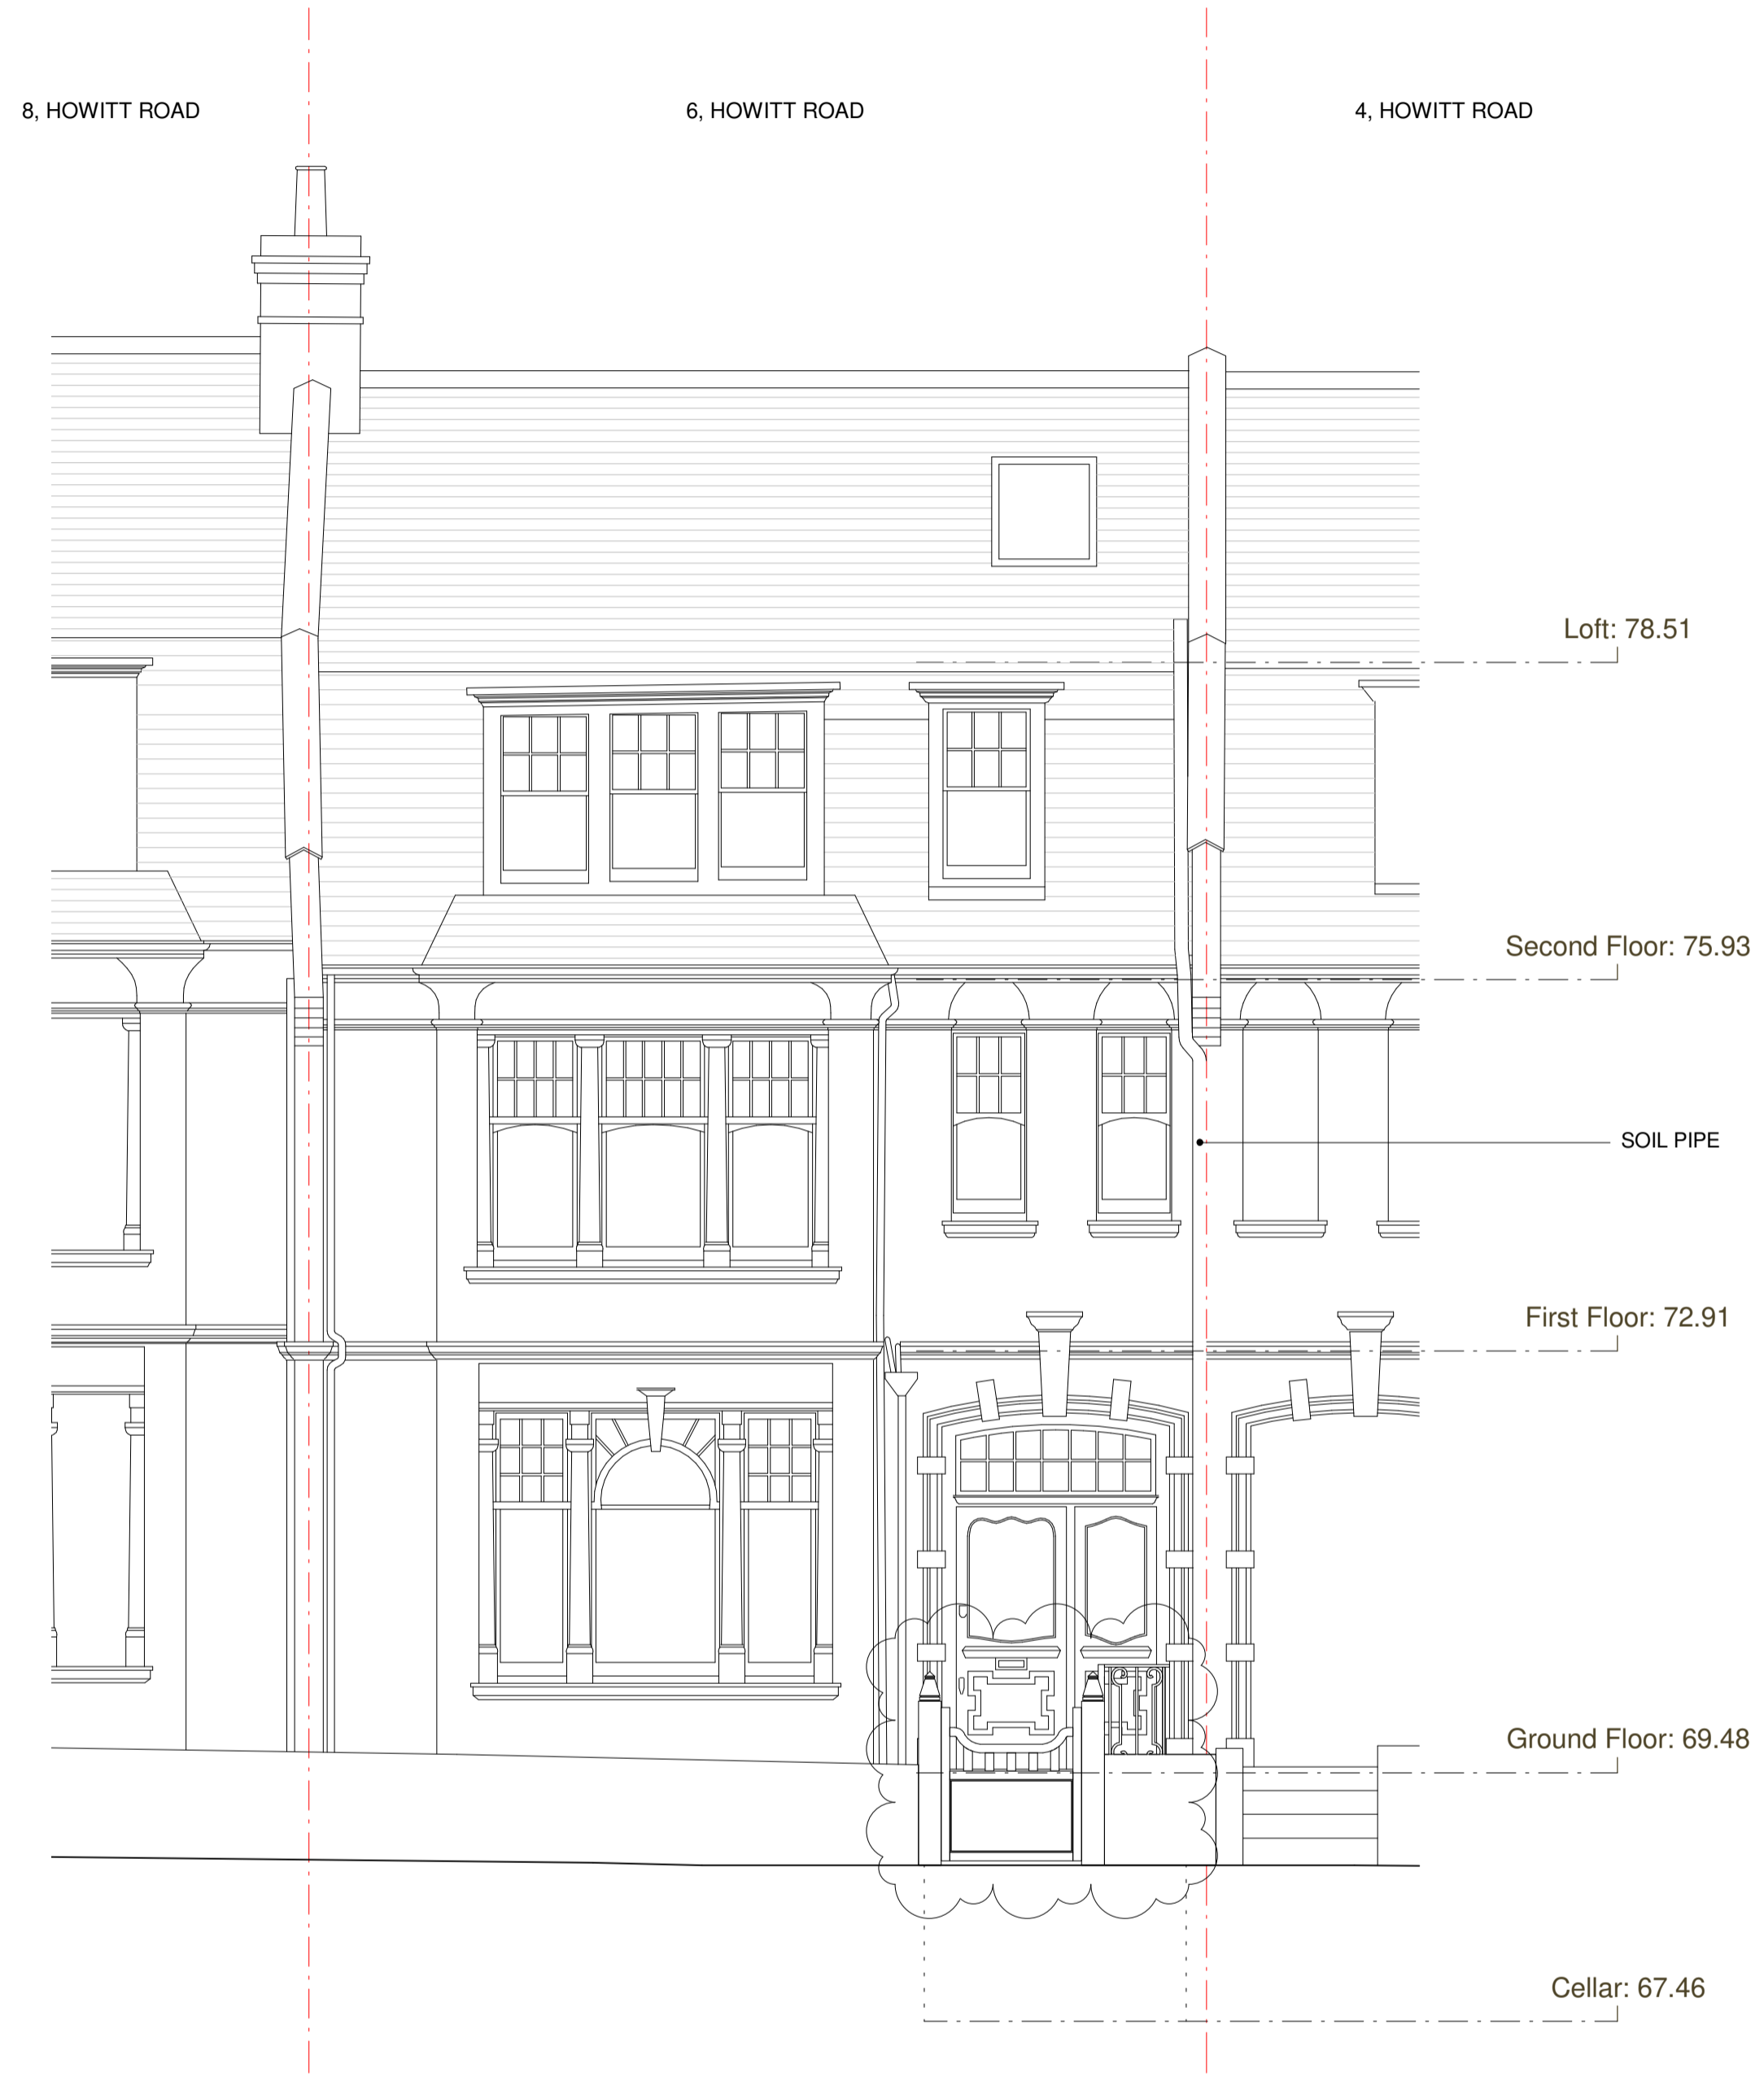 8, HOWITT ROAD
6, HOWITT ROAD
4, HOWITT ROAD
Loft: 78.51
Second Floor: 75.93
SOIL PIPE
First Floor: 72.91
Ground Floor: 69.48
Cellar: 67.46